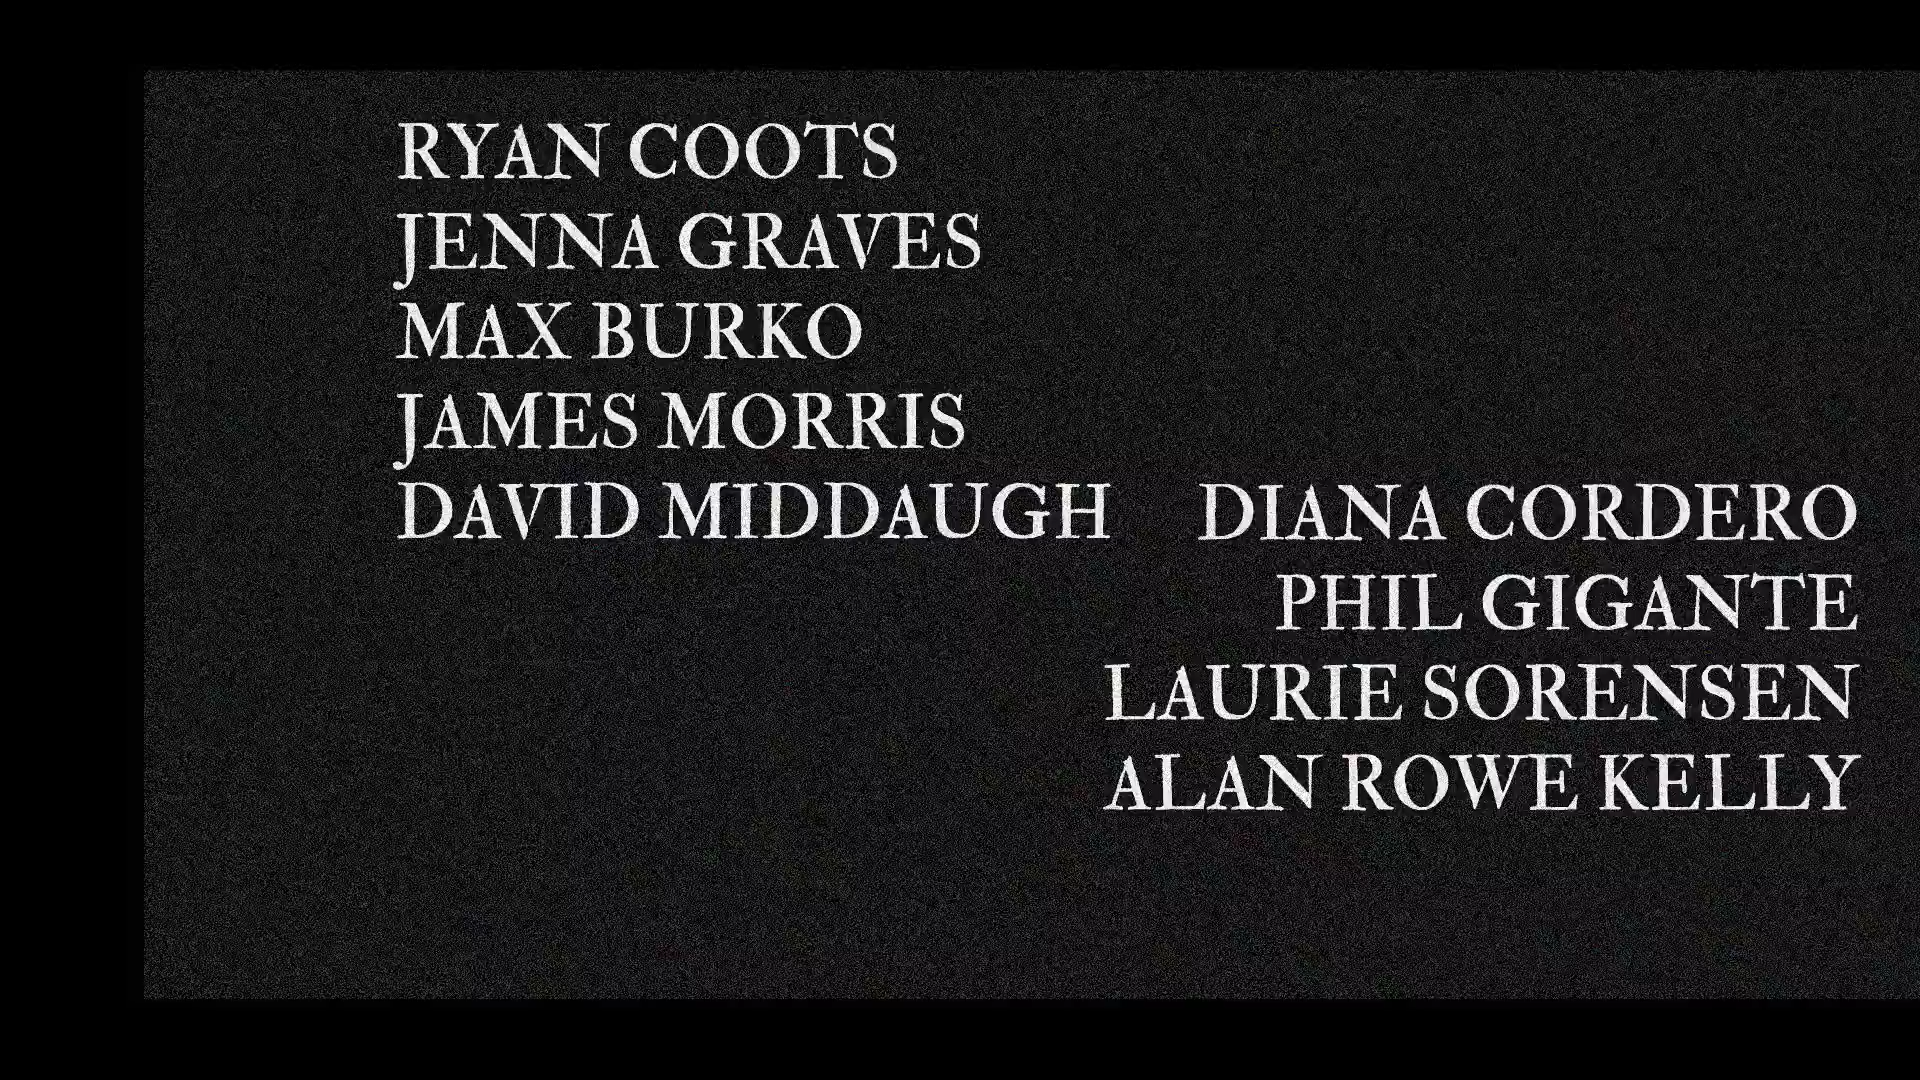 RYAN COOTS
JENNA GRAVES
MAX BURKO
JAMES MORRIS
DAVID MIDDAUGH
DIANA CORDERO
PHIL GIGANTE
LAURIE SORENSEN
ALAN ROWE KELLY